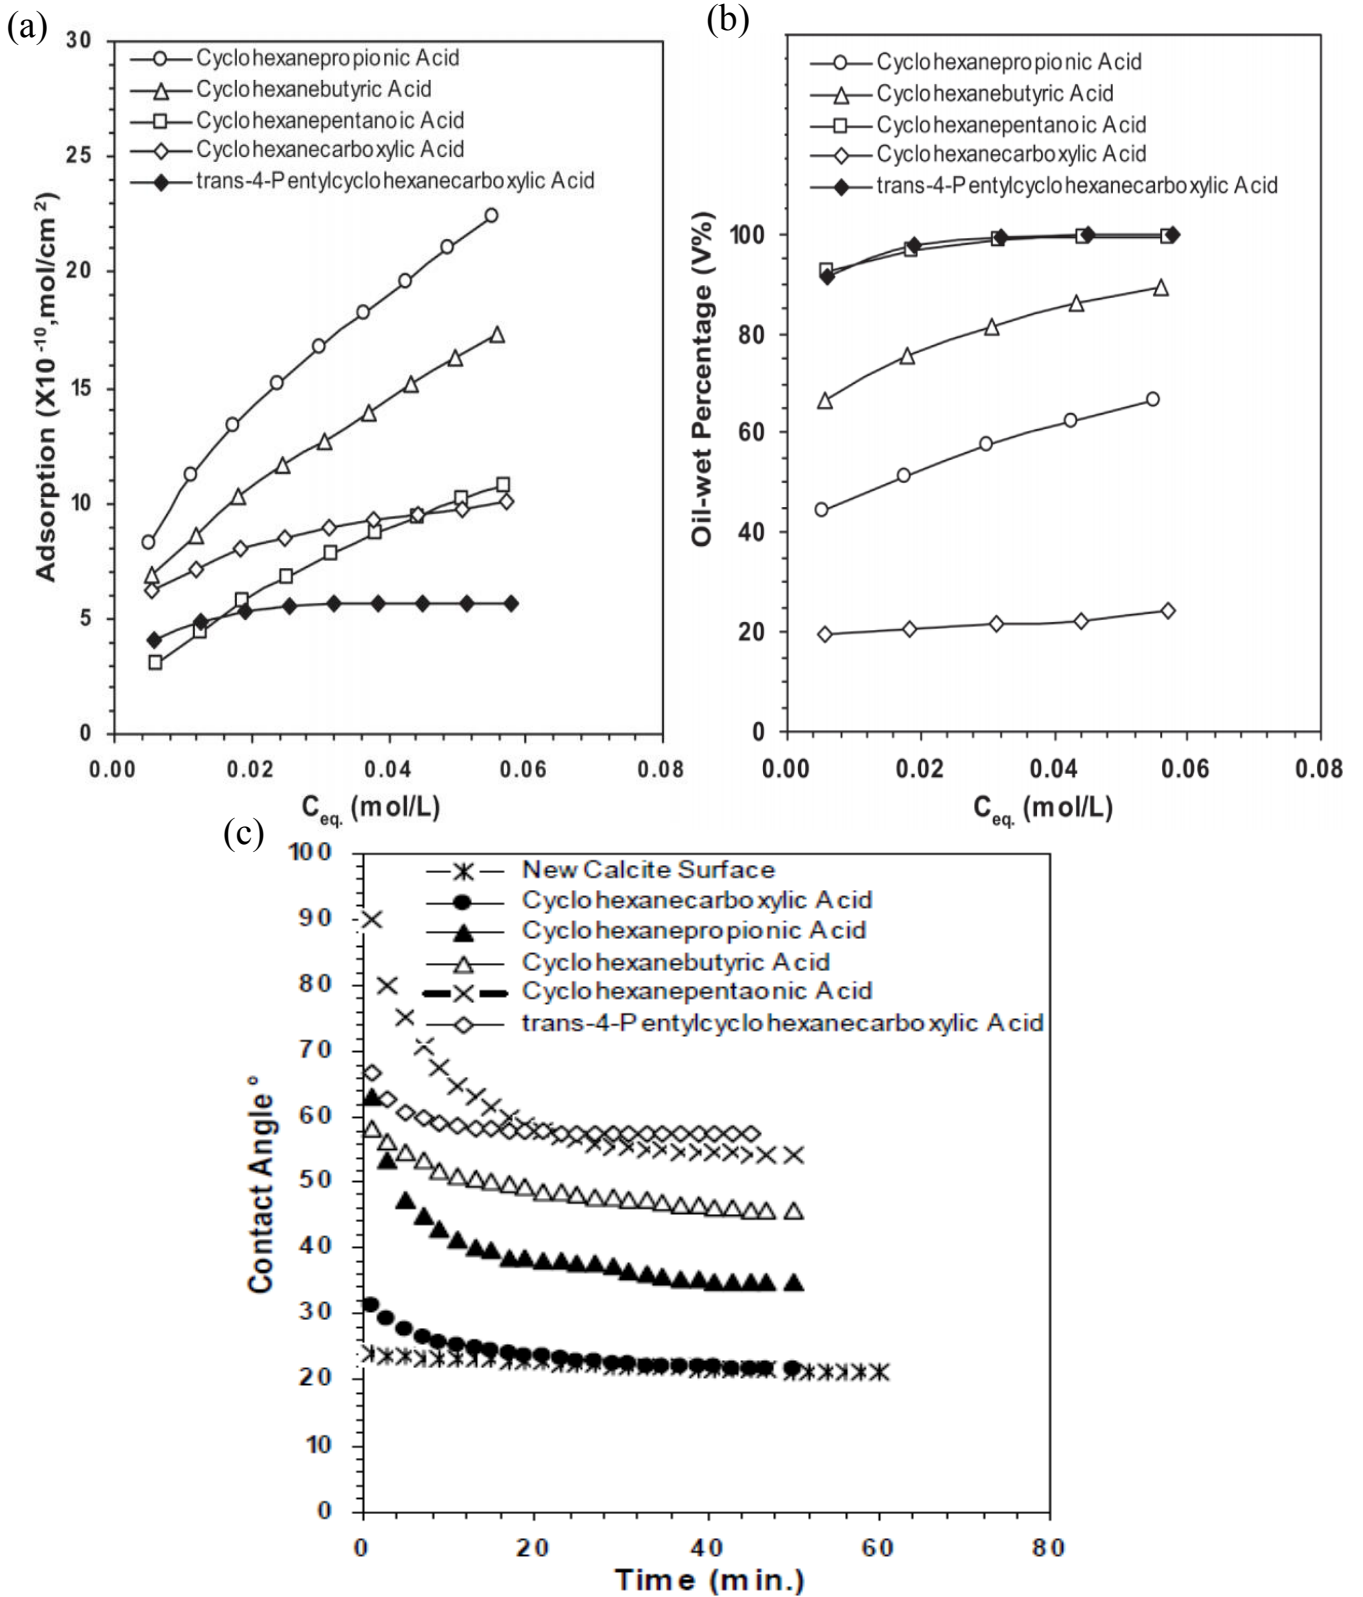 (a)
30
25
20
15
10
5
0
Adsorption (X10 -10,mol/cm2)
Cyclohexanepropionic Acid
Cyclohexanebutyric Acid
Cyclohexanepentanoic Acid
Cyclohexanecarboxylic Acid
trans-4-Pentylcyclohexanecarboxylic Acid
0.00 0.02 0.04 0.06 0.08
Ceq. (mol/L)
(b)
100
80
60
40
20
0
Oil-wet Percentage (V%)
Cyclohexanepropionic Acid
Cyclohexanebutyric Acid
Cyclohexanepentanoic Acid
Cyclohexanecarboxylic Acid
trans-4-Pentylcyclohexanecarboxylic Acid
0.00 0.02 0.04 0.06 0.08
Ceq. (mol/L)
(c)
100
90
80
70
60
50
40
30
20
10
0
Contact Angle°
New Calcite Surface
Cyclohexanecarboxylic Acid
Cyclohexanepropionic Acid
Cyclohexanebutyric Acid
Cyclohexanepentaonic Acid
trans-4-Pentylcyclohexanecarboxylic Acid
0 20 40 60 80
Time (min.)